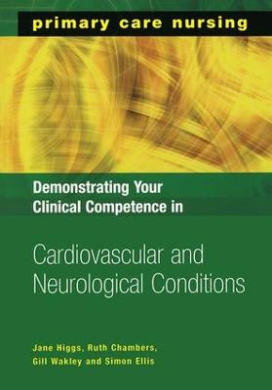 primary care nursing
Demonstrating Your
Clinical Competence in
Cardiovascular and
Neurological Conditions
Jane Higgs, Ruth Chambers,
Gill Wakley and Simon Ellis